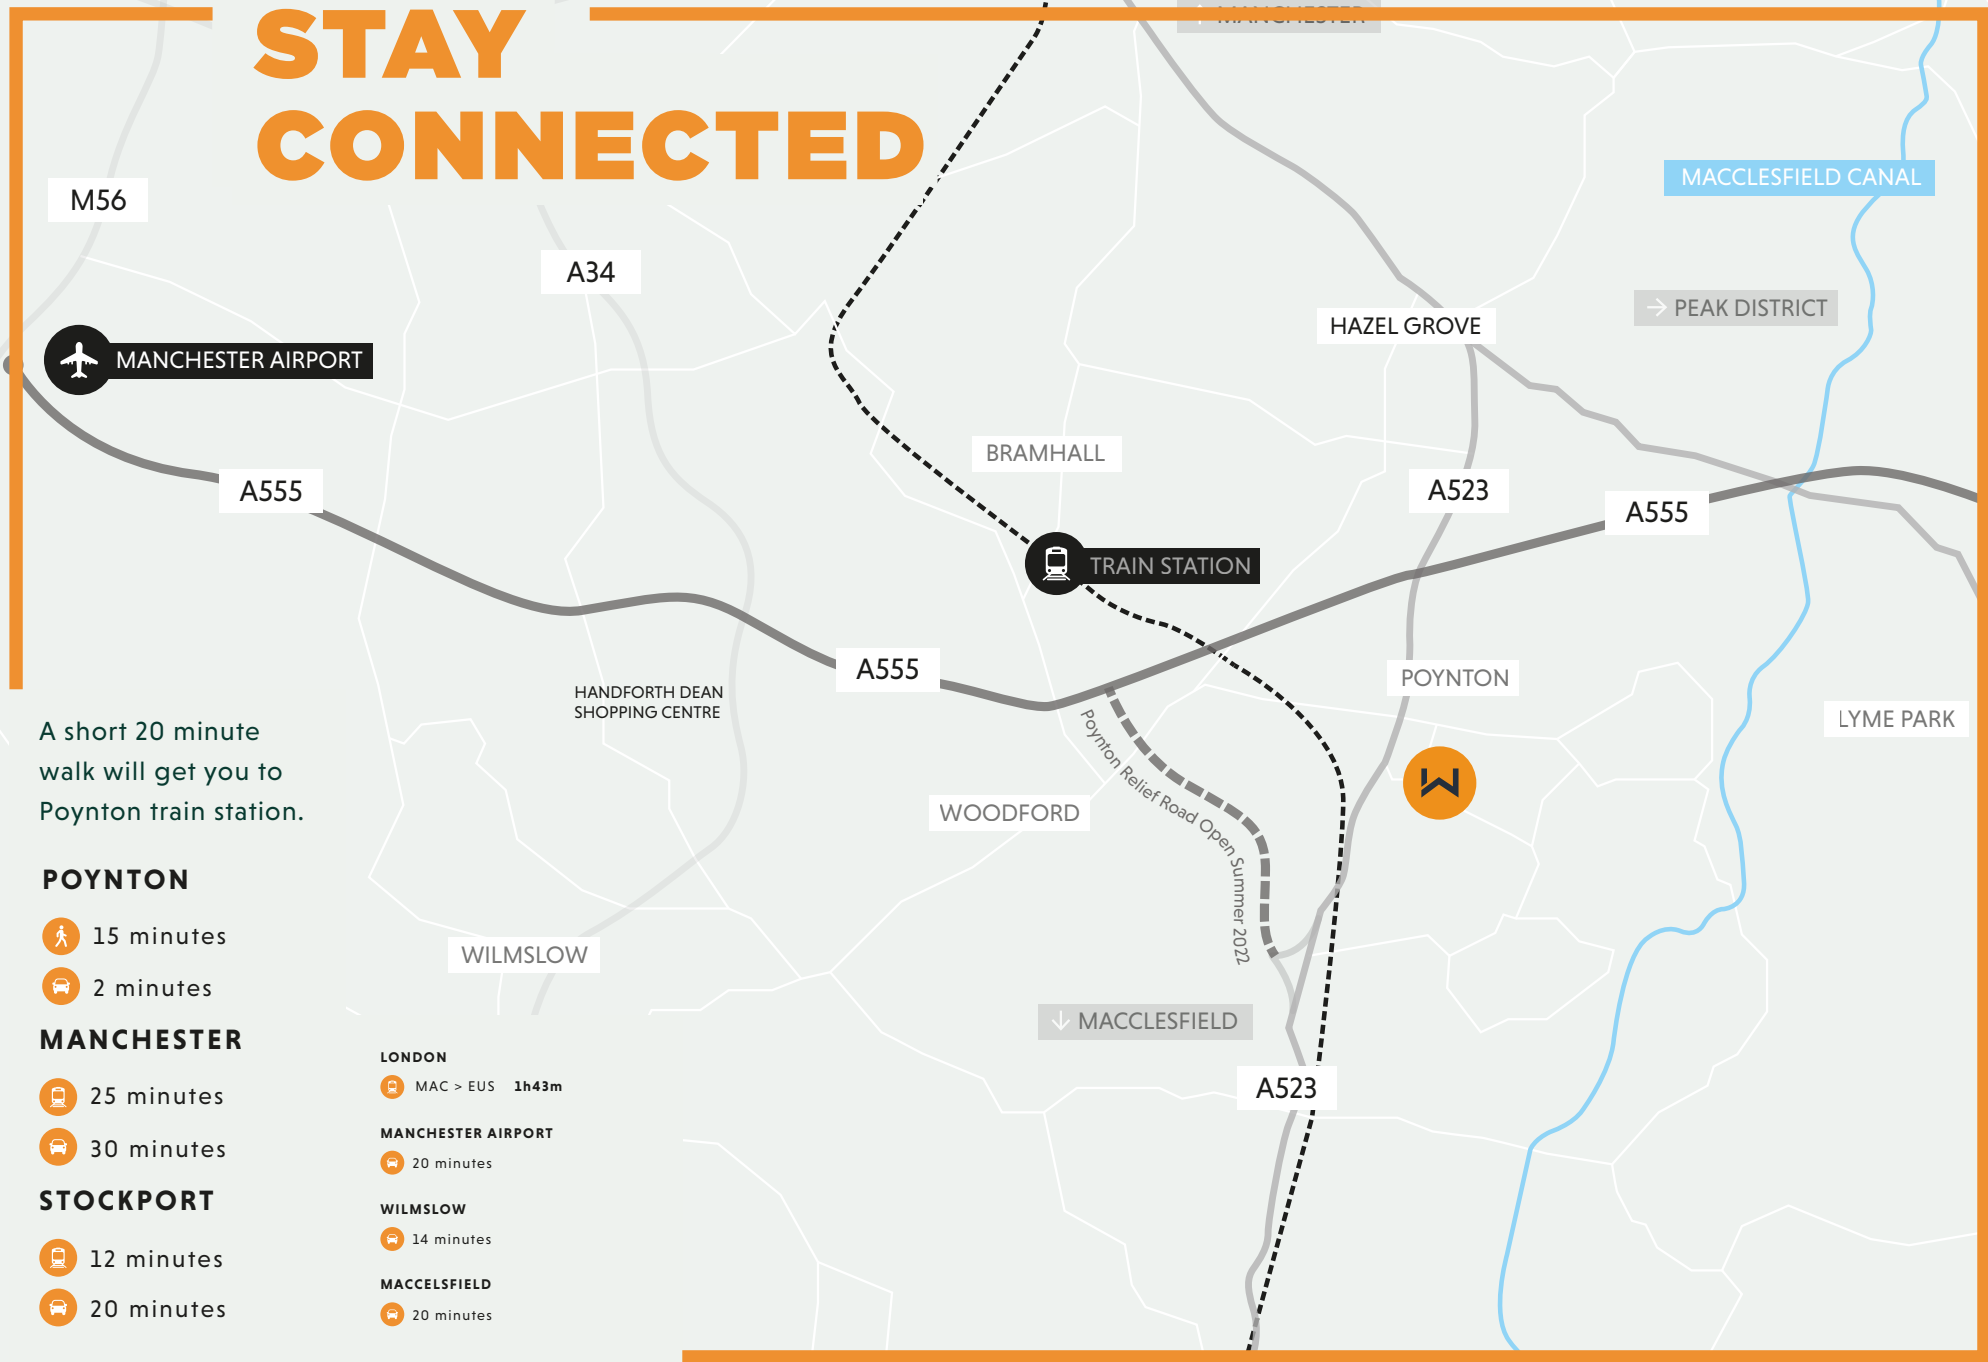 STAY
CONNECTED
↑ MANCHESTER
M56
A34
MACCLESFIELD CANAL
→ PEAK DISTRICT
HAZEL GROVE
MANCHESTER AIRPORT
BRAMHALL
A555
A523
A555
TRAIN STATION
A555
POYNTON
HANDFORTH DEAN
SHOPPING CENTRE
LYME PARK
Poynton Relief Road Open Summer 2022
WOODFORD
WILMSLOW
↓ MACCLESFIELD
A523
A short 20 minute
walk will get you to
Poynton train station.
POYNTON
15 minutes
2 minutes
MANCHESTER
25 minutes
30 minutes
STOCKPORT
12 minutes
20 minutes
LONDON
MAC > EUS 1h43m
MANCHESTER AIRPORT
20 minutes
WILMSLOW
14 minutes
MACCELSFIELD
20 minutes